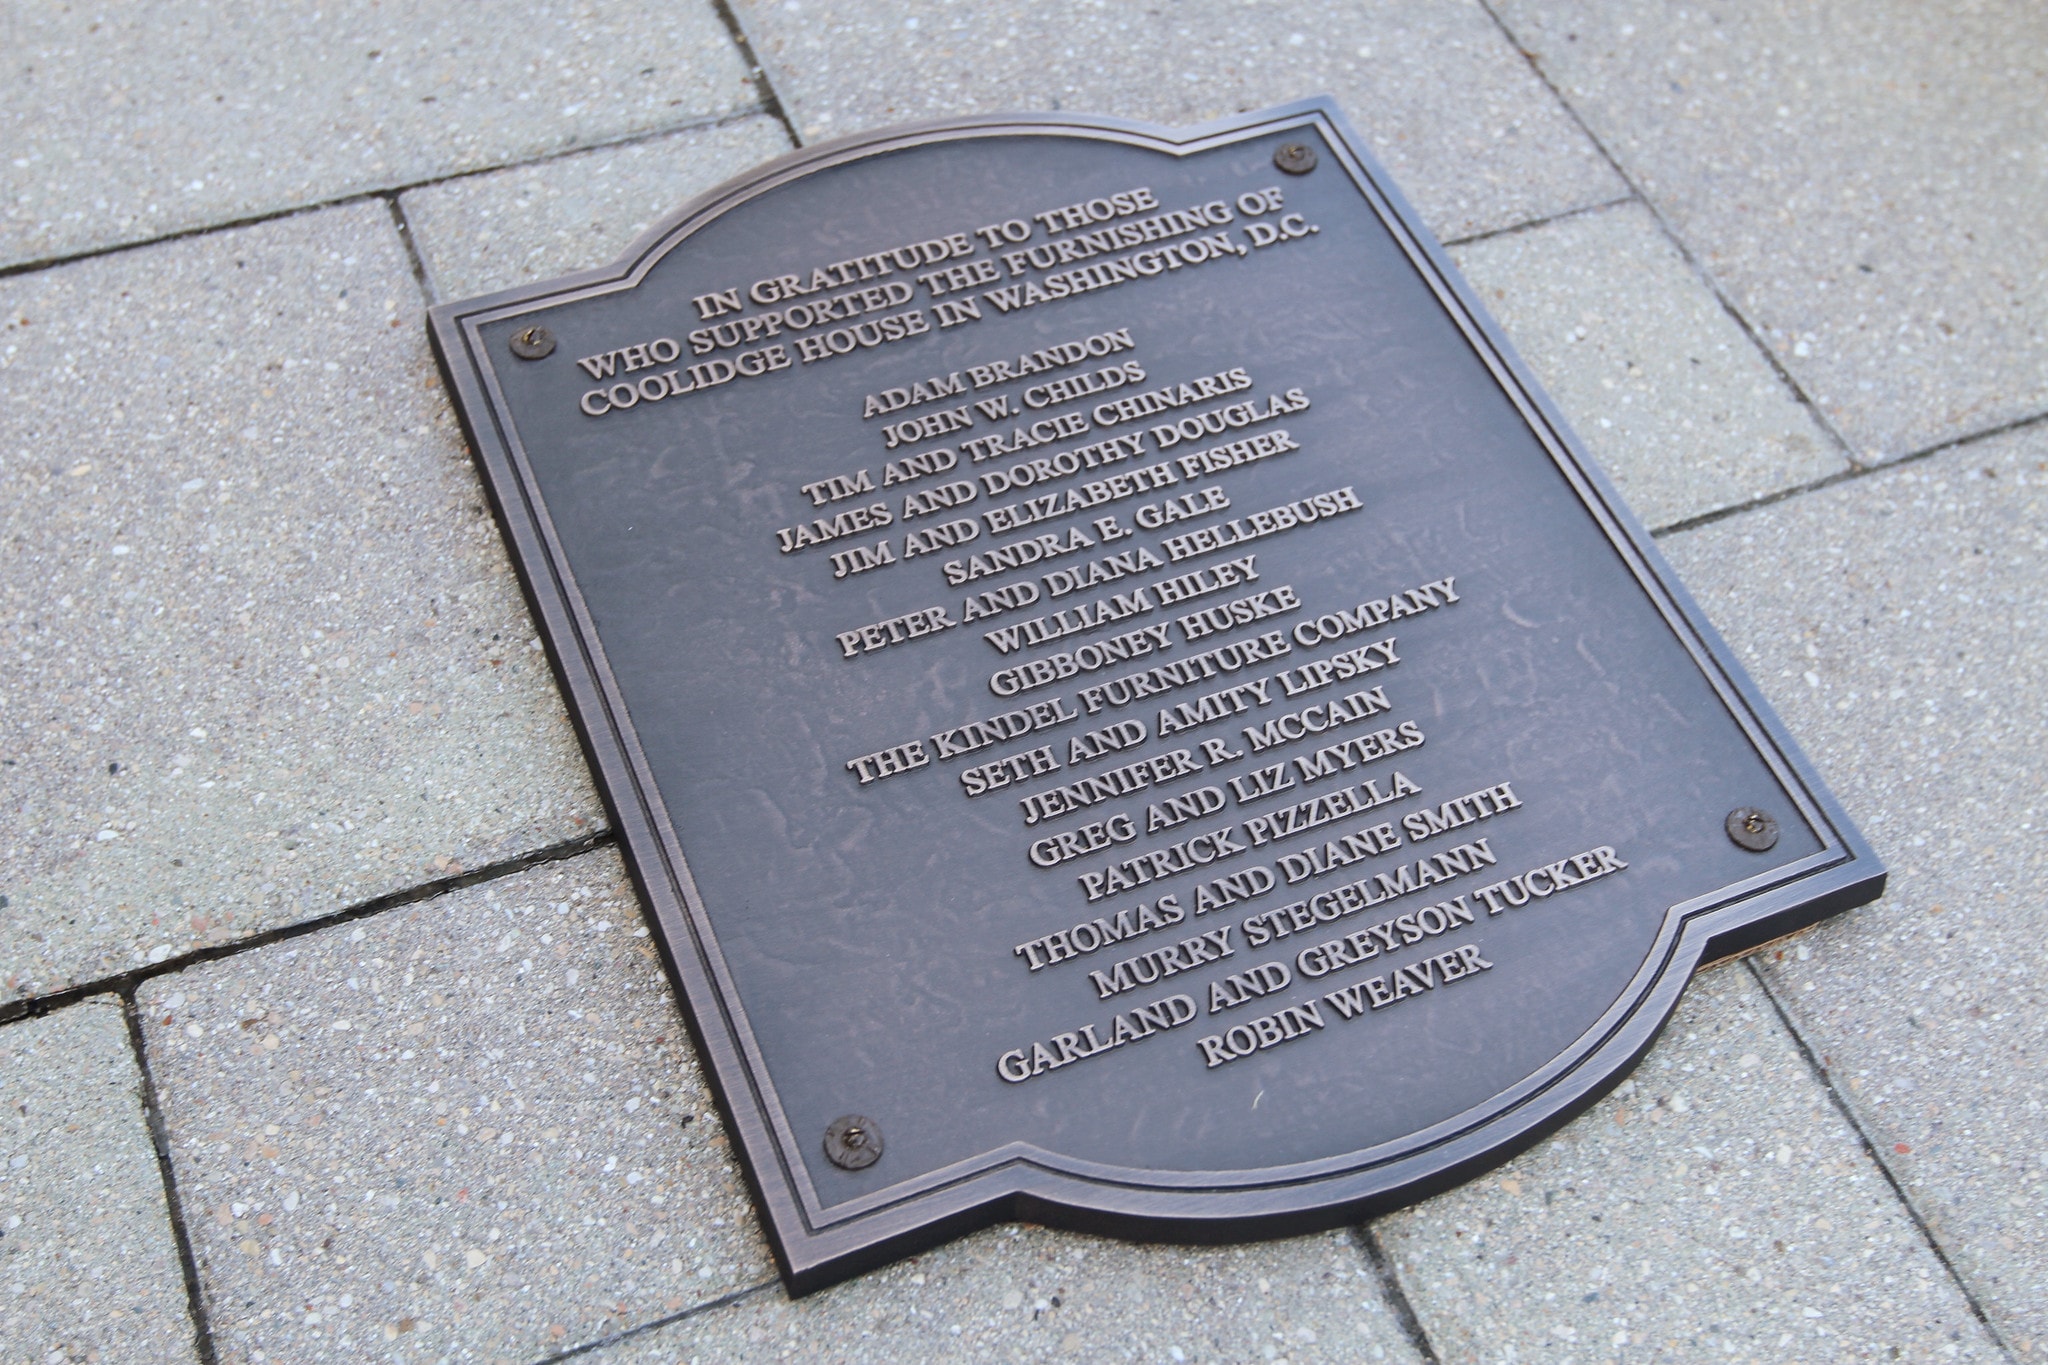 IN GRATITUDE TO THOSE
WHO SUPPORTED THE FURNISHING OF
COOLIDGE HOUSE IN WASHINGTON, D.C.
ADAM BRANDON
JOHN W. CHILDS
TIM AND TRACIE CHINARIS
JAMES AND DOROTHY DOUGLAS
JIM AND ELIZABETH FISHER
SANDRA E. GALE
PETER AND DIANA HELLEBUSH
WILLIAM HILEY
GIBBONEY HUSKE
THE KINDEL FURNITURE COMPANY
SETH AND AMITY LIPSKY
JENNIFER R. MCCAIN
GREG AND LIZ MYERS
PATRICK PIZZELLA
THOMAS AND DIANE SMITH
MURRY STEGELMANN
GARLAND AND GREYSON TUCKER
ROBIN WEAVER